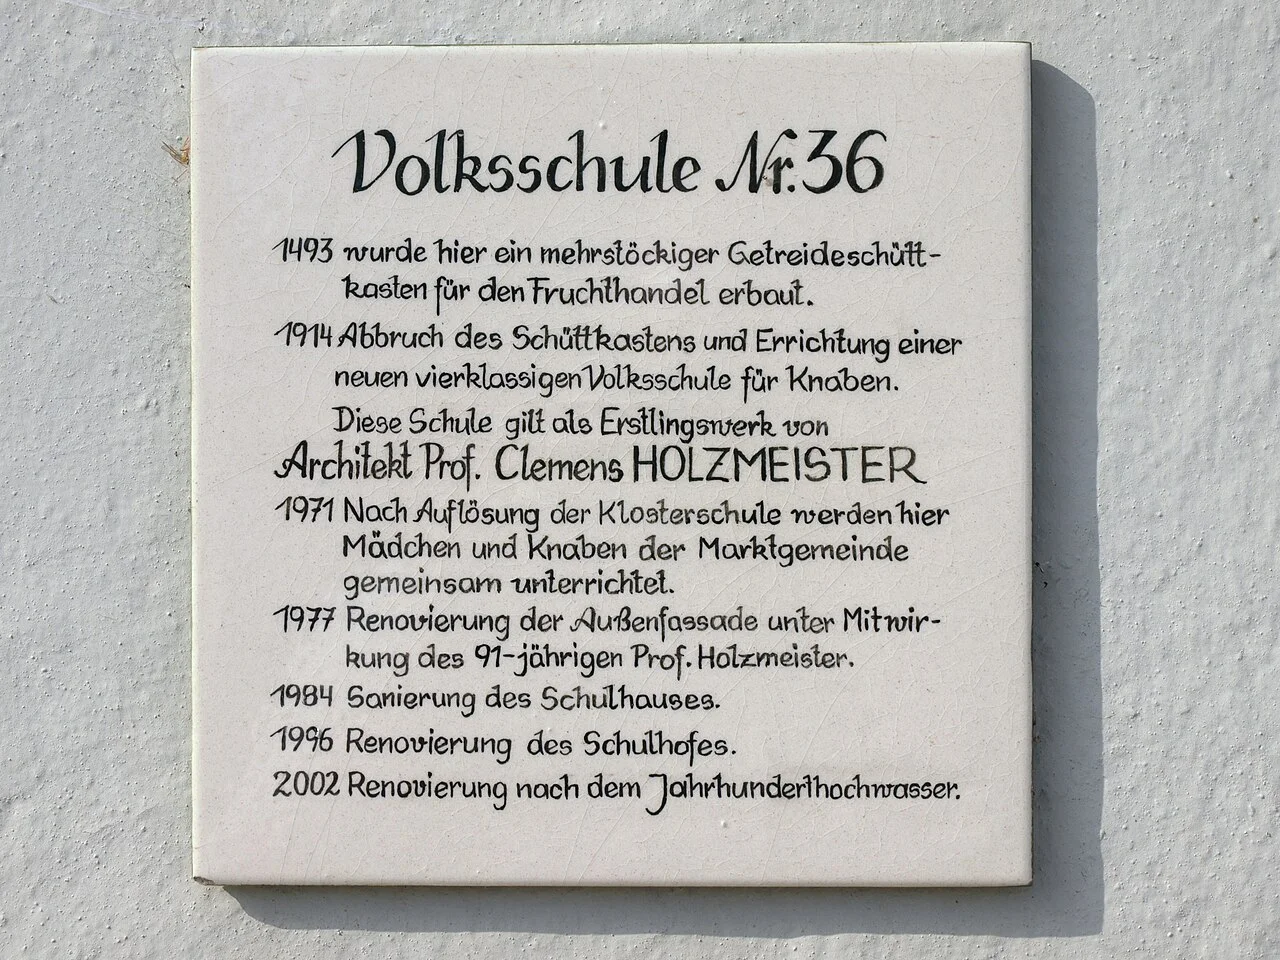 Volksschule Nr. 36
1493 wurde hier ein mehrstöckiger Getreideschütt-
kasten für den Fruchthandel erbaut.
1914 Abbruch des Schüttkastens und Errichtung einer
neuen vierklassigen Volksschule für Knaben.
Diese Schule gilt als Erstlingswerk von
Architekt Prof. Clemens HOLZMEISTER
1971 Nach Auflösung der Klosterschule werden hier
Mädchen und Knaben der Marktgemeinde
gemeinsam unterrichtet.
1977 Renovierung der Außenfassade unter Mitwir-
kung des 91-jährigen Prof. Holzmeister.
1984 Sanierung des Schulhauses.
1996 Renovierung des Schulhofes.
2002 Renovierung nach dem Jahrhunderthochwasser.